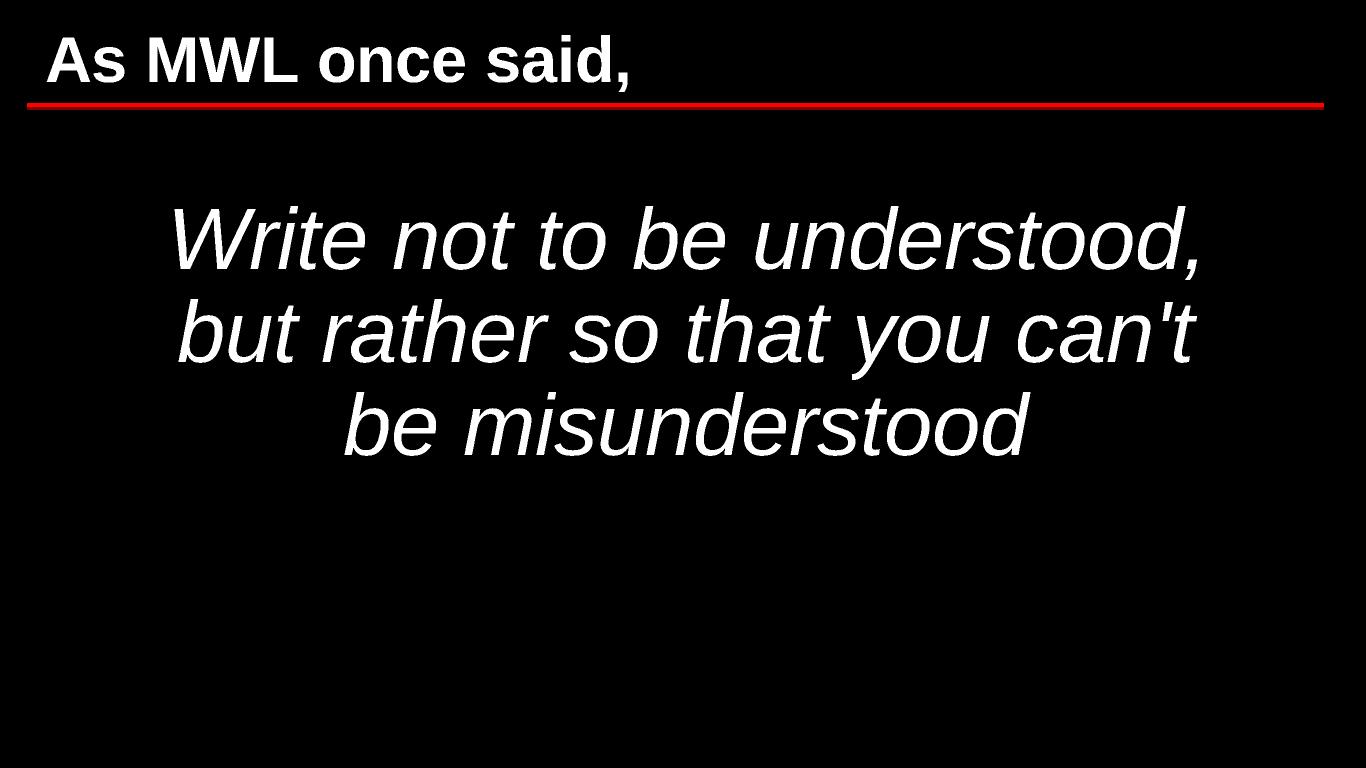 As MWL once said,
Write not to be understood,
but rather so that you can't
be misunderstood